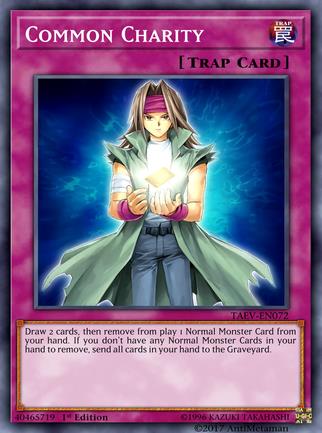 Common Charity
TRAP
罠
[TRAP CARD]
TAEV-EN072
Draw 2 cards, then remove from play 1 Normal Monster Card from
your hand. If you don't have any Normal Monster Cards in your
hand to remove, send all cards in your hand to the Graveyard.
40465719
1st Edition
©1996 KAZUKI TAKAHASHI
©2017 AntiMetaman